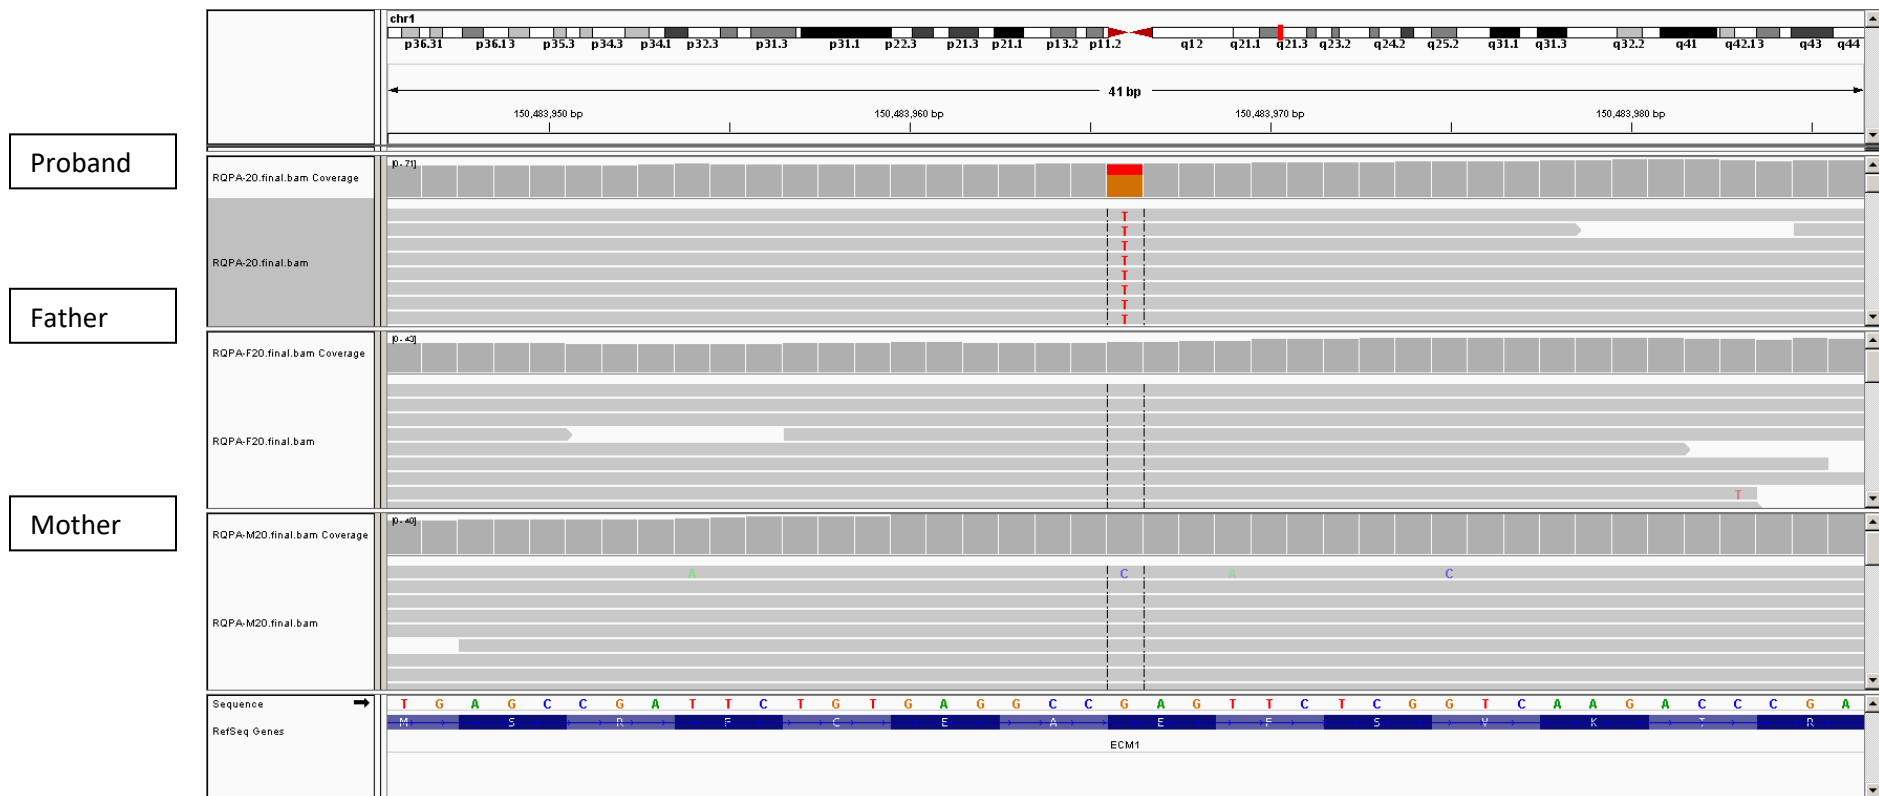 chr1
p36.31 p36.13 p35.3 p34.3 p34.1 p32.3 p31.3 p31.1 p22.3 p21.3 p21.1 p13.2 p11.2 q12 q21.1 q21.3 q23.2 q24.2 q25.2 q31.1 q31.3 q32.2 q41 q42.13 q43 q44
41 bp
150,483,950 bp 150,483,960 bp 150,483,970 bp 150,483,980 bp
Proband
[0 - 71]
RQPA-20.final.bam Coverage
T
T
T
T
T
T
T
T
RQPA-20.final.bam
Father
[0 - 43]
RQPA-F20.final.bam Coverage
RQPA-F20.final.bam
T
Mother
[0 - 40]
RQPA-M20.final.bam Coverage
A C A C
RQPA-M20.final.bam
Sequence T G A G C C G A T T C T G T G A G G C C G A G T T C T C G G T C A A G A C C C G A
RefSeq Genes M S R F C E A E F S V K T R
ECM1